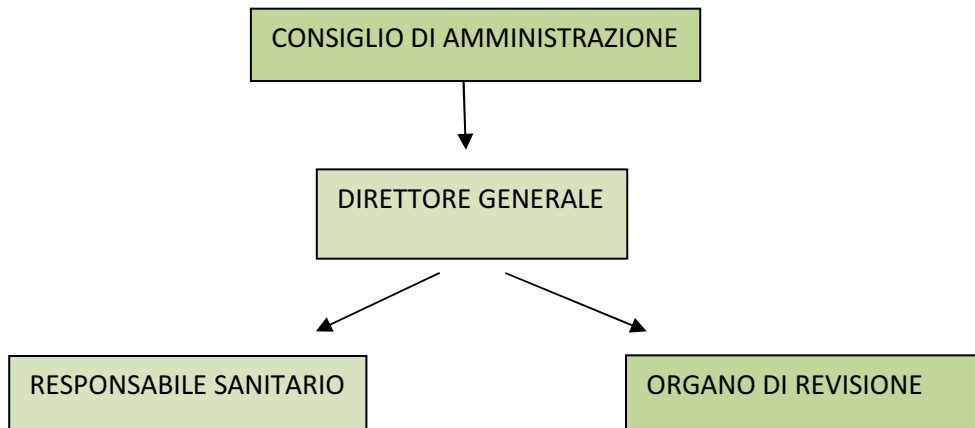 CONSIGLIO DI AMMINISTRAZIONE
DIRETTORE GENERALE
RESPONSABILE SANITARIO
ORGANO DI REVISIONE